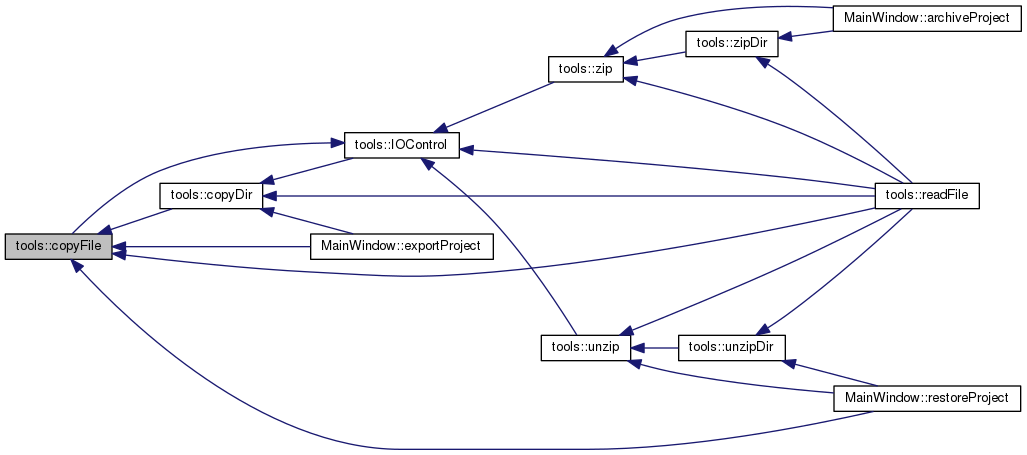 MainWindow::archiveProject
tools::zipDir
tools::zip
tools::IOControl
tools::copyDir
tools::readFile
tools::copyFile
MainWindow::exportProject
tools::unzip
tools::unzipDir
MainWindow::restoreProject